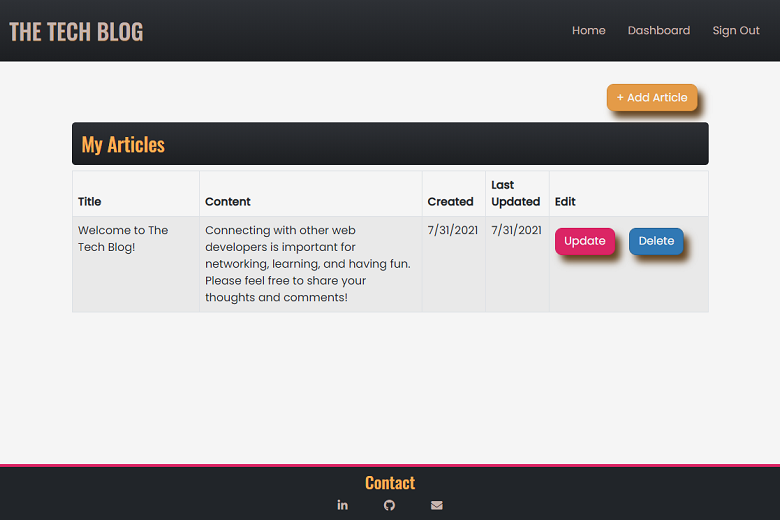 THE TECH BLOG
Home Dashboard Sign Out
+ Add Article
My Articles
Title Content Created Last Updated Edit
Welcome to The
Tech Blog!
Connecting with other web
developers is important for
networking, learning, and having fun.
Please feel free to share your
thoughts and comments!
7/31/2021 7/31/2021 Update Delete
Contact